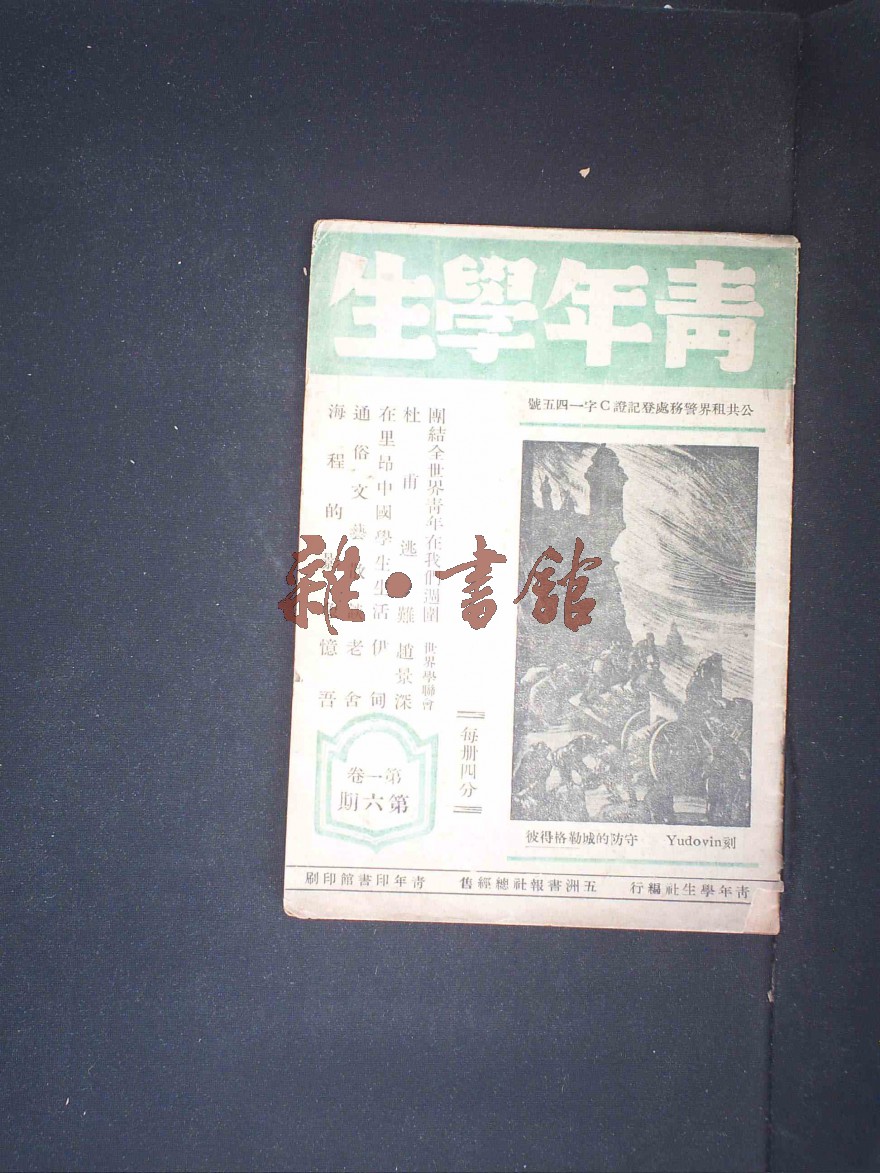 青年學生
公共租界警務處登記證C字一四五號
彼得格勒城的防守 Yudovin刻
團結全世界青年在我們週圍 世界學聯會
杜甫逃難 趙景深
在里昂中國學生生活 伊甸
通俗文藝 老舍
海程的 憶 吾
每册四分
第一卷
第六期
青年學生社編行 五洲書報社總經售 青年印書館印刷
雜·書館